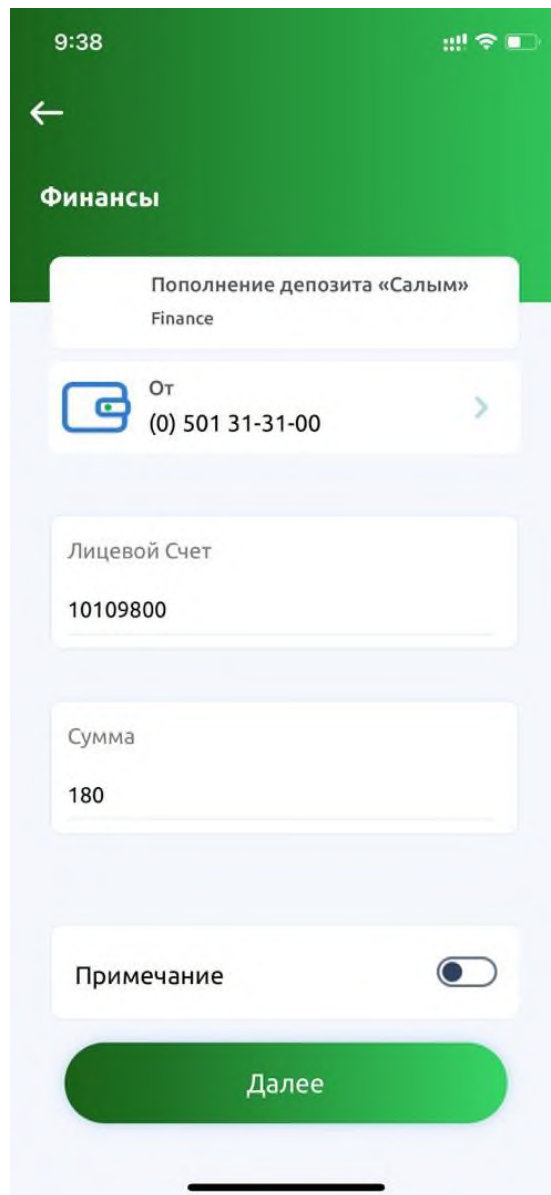 9:38
Финансы
Пополнение депозита «Салым»
Finance
От
(0) 501 31-31-00
Лицевой Счет
10109800
Сумма
180
Примечание
Далее